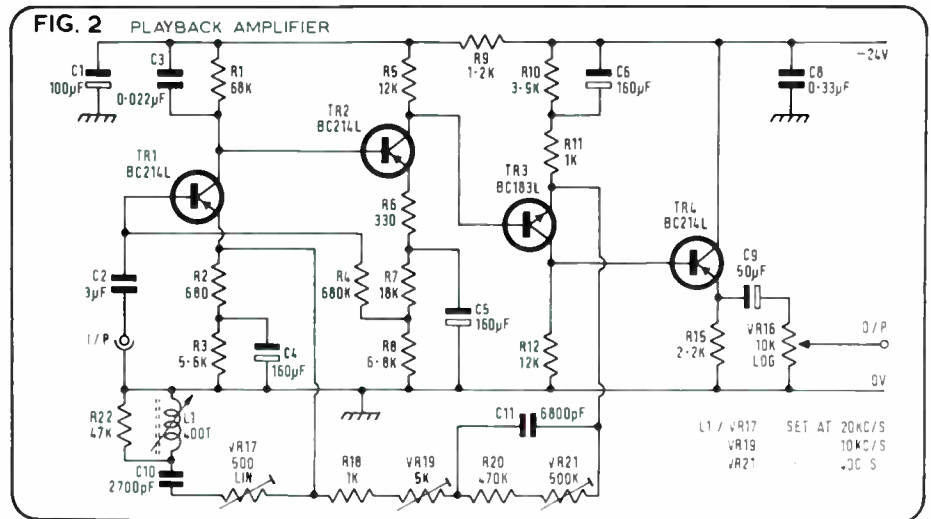 FIG. 2 PLAYBACK AMPLIFIER
C1
100µF
C3
0·022µF
R1
68K
R5
12K
R9
1·2K
R10
C6
160µF
C8
0·33µF
-24V
TR1
BC214L
TR2
BC214L
R11
1K
TR3
BC183L
TR4
BC214L
R6
330
C2
3µF
I/P
R2
680
R4
680K
R7
18K
C5
160µF
C9
50µF
R3
5·6K
C4
160µF
R8
6·8K
R12
12K
R15
2·2K
VR16
10K
LOG
O/P
0V
R22
47K
L1
400T
C11
6800pF
C10
2700pF
VR17
500
LIN
R18
1K
VR19
5K
R20
470K
VR21
500K
L1 / VR17 SET AT 20KC/S
VR19 10KC/S
VR21